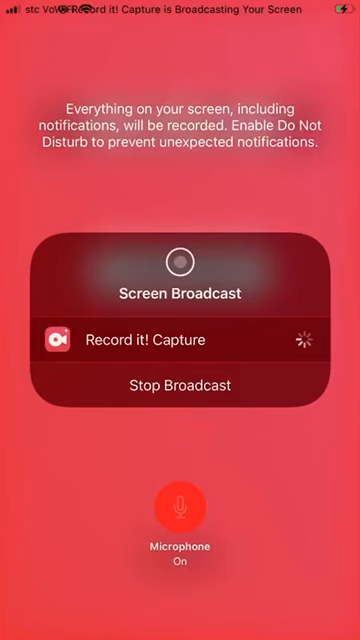 stc VoWiFi Record it! Capture is Broadcasting Your Screen
Everything on your screen, including
notifications, will be recorded. Enable Do Not
Disturb to prevent unexpected notifications.
Screen Broadcast
Record it! Capture
Stop Broadcast
Microphone
On